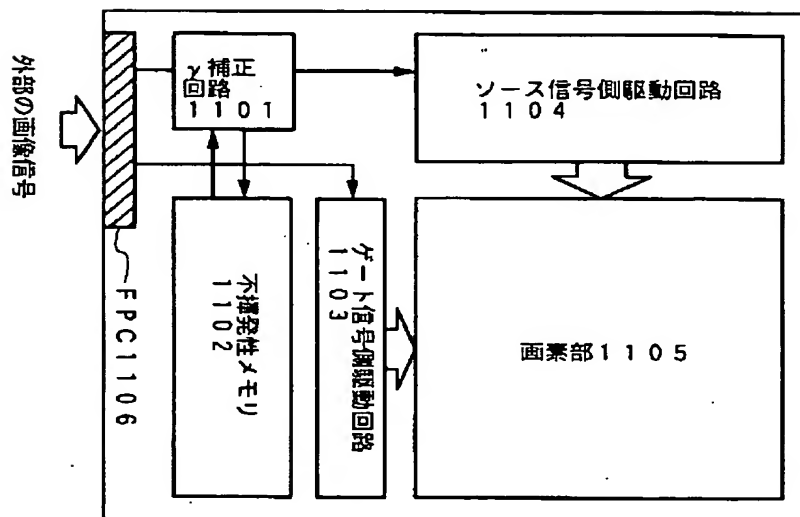 外部の画像信号
γ補正
回路
1101
ソース信号側駆動回路
1104
不揮発性メモリ
1102
ゲート信号側駆動回路
1103
画素部1105
FPC1106